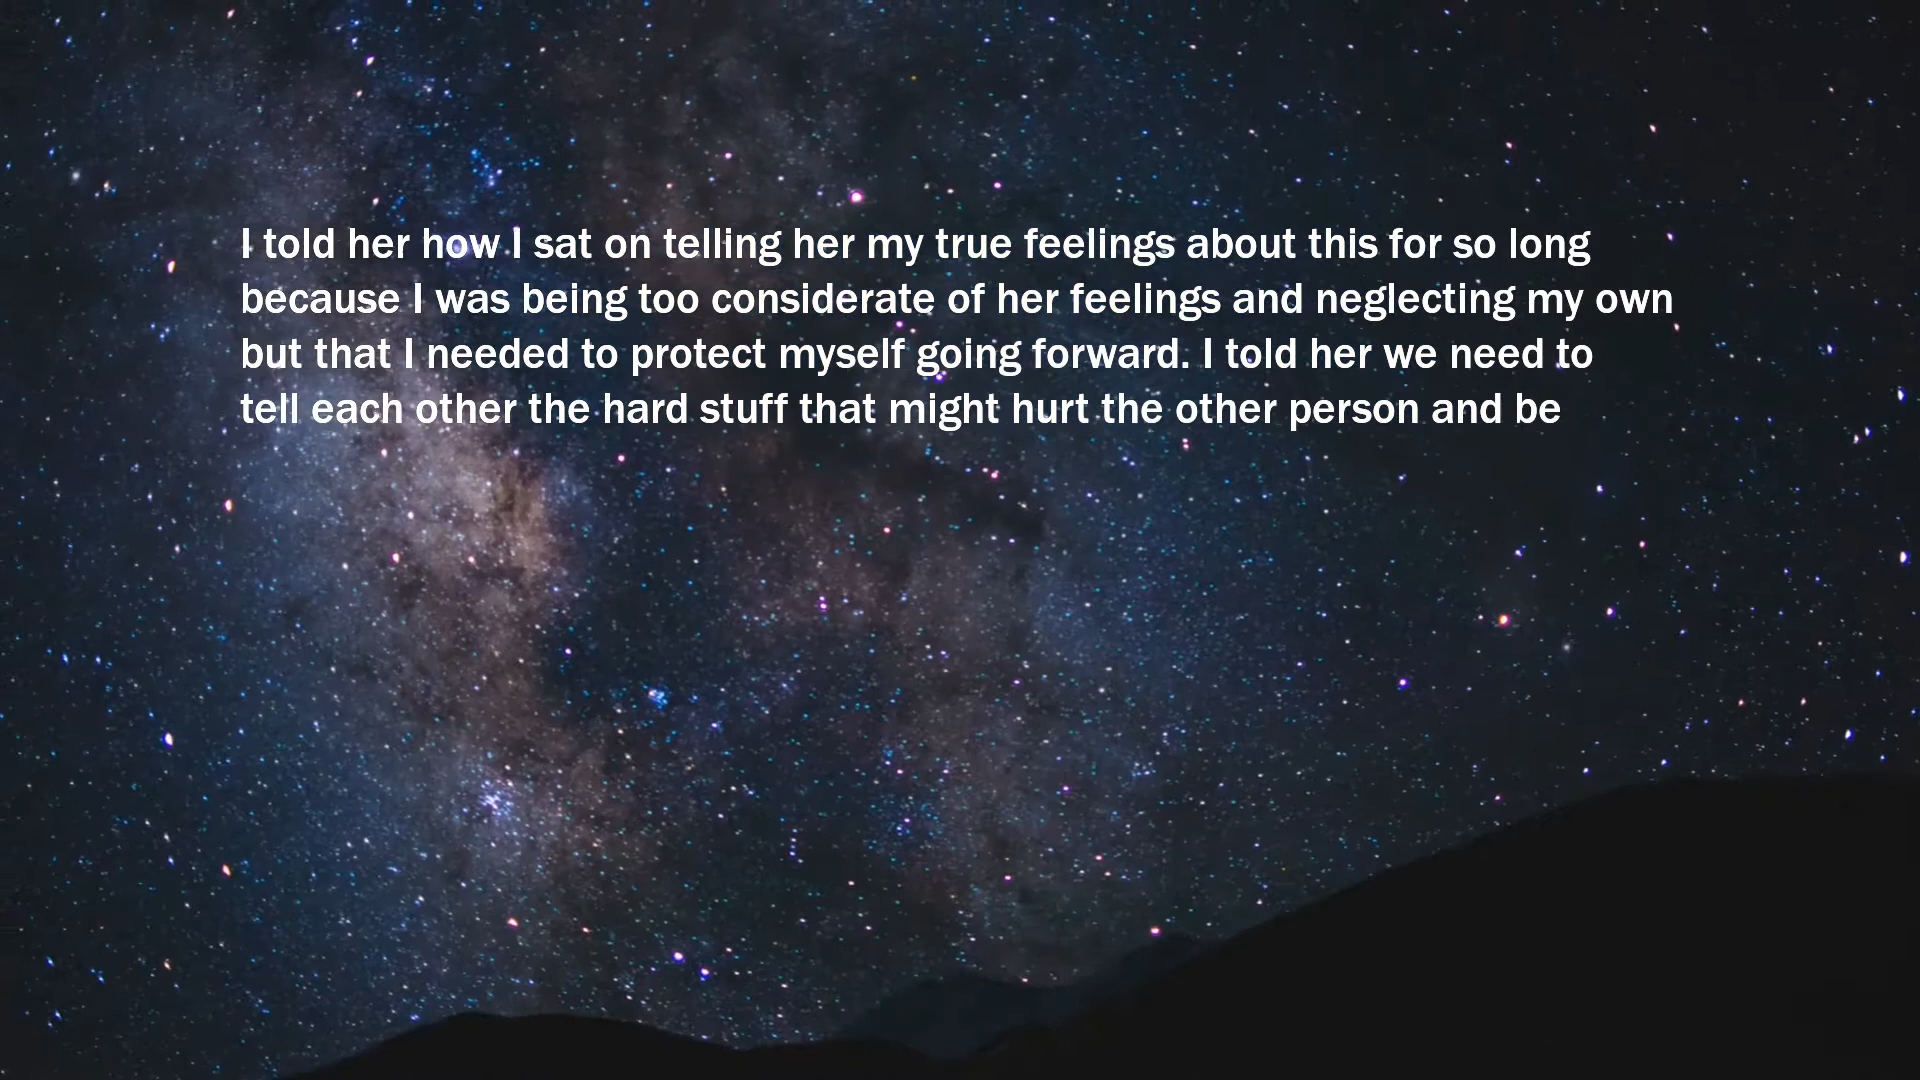 I told her how I sat on telling her my true feelings about this for so long
because I was being too considerate of her feelings and neglecting my own
but that I needed to protect myself going forward. I told her we need to
tell each other the hard stuff that might hurt the other person and be